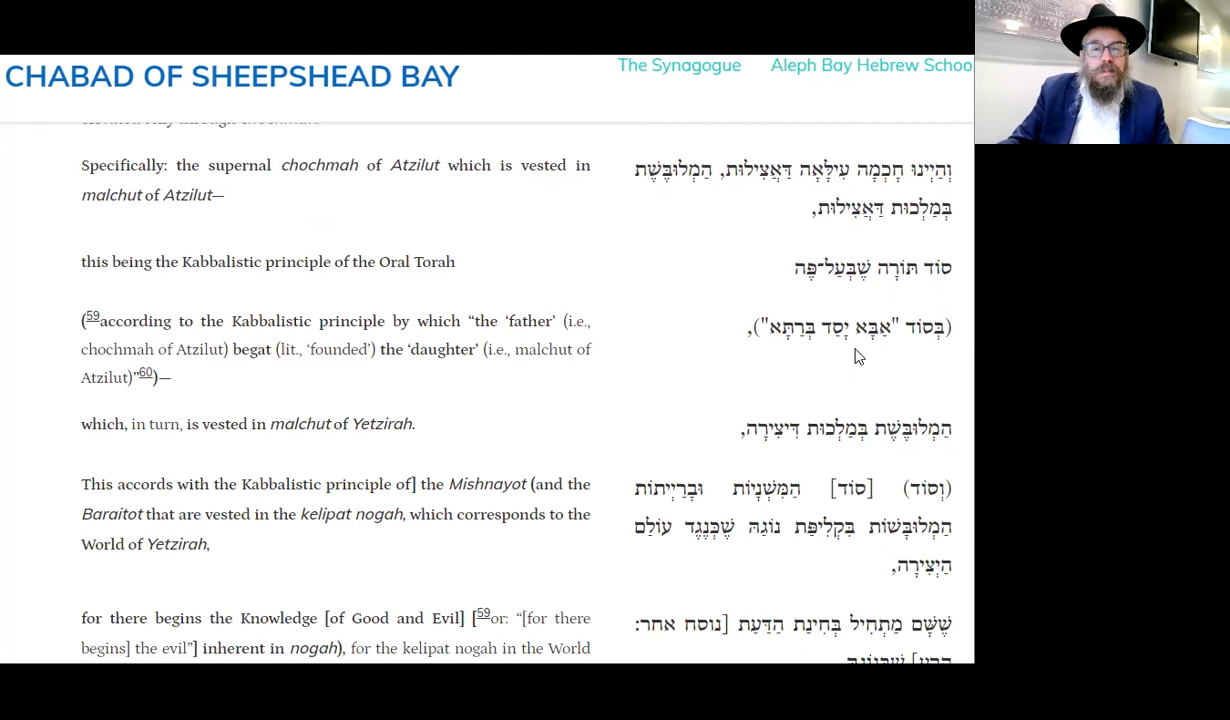 CHABAD OF SHEEPSHEAD BAY
The Synagogue Aleph Bay Hebrew Schoo
Specifically: the supernal chochmah of Atzilut which is vested in
malchut of Atzilut—
וְהַיְינוּ חָכְמָה עִילָּאָה דַּאֲצִילוּת, הַמְלוּבֶּשֶׁת
בְּמַלְכוּת דַּאֲצִילוּת,
this being the Kabbalistic principle of the Oral Torah
סוֹד תּוֹרָה שֶׁבְּעַל־פֶּה
(59according to the Kabbalistic principle by which “the ‘father’ (i.e.,
chochmah of Atzilut) begat (lit., ‘founded’) the ‘daughter’ (i.e., malchut of
Atzilut)”60)—
(בְּסוֹד "אַבָּא יָסַד בְּרַתָּא"),
which, in turn, is vested in malchut of Yetzirah.
הַמְלוּבֶּשֶׁת בְּמַלְכוּת דִּיצִירָה,
This accords with the Kabbalistic principle of] the Mishnayot (and the
Baraitot that are vested in the kelipat nogah, which corresponds to the
World of Yetzirah,
(וְסוֹד) [סוֹד] הַמִּשְׁנָיוֹת וּבָרַיְיתוֹת
הַמְלוּבָּשׁוֹת בִּקְלִיפַּת נוֹגַהּ שֶׁכְּנֶגֶד עוֹלַם
הַיְצִירָה,
for there begins the Knowledge [of Good and Evil] [59or: “[for there
begins] the evil”] inherent in nogah), for the kelipat nogah in the World
שֶׁשָּׁם מַתְחִיל בְּחִינַת הַדַּעַת [נוסח אחר: